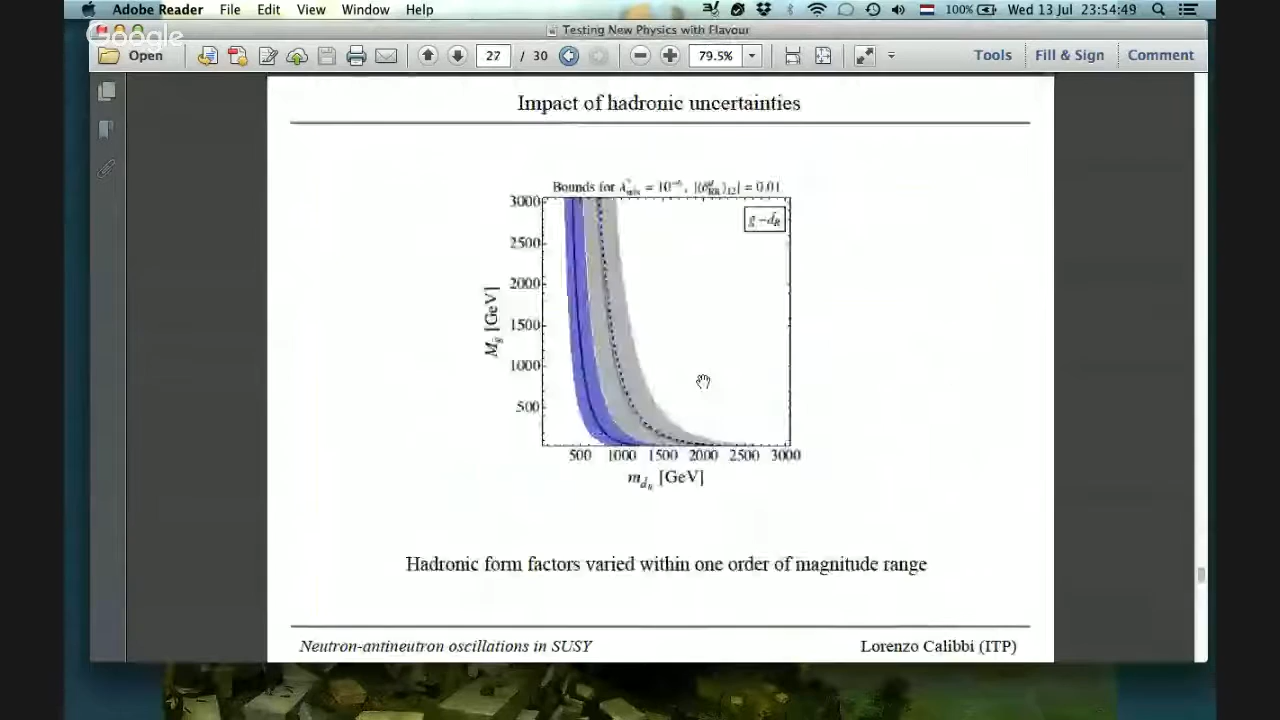 Adobe Reader File Edit View Window Help 100% Wed 13 Jul 23:54:49
Google
Testing New Physics with Flavour
Open 27 / 30 79.5% Tools Fill & Sign Comment
Impact of hadronic uncertainties
Bounds for
3000
2500
2000
1500
1000
500
M [GeV]
500 1000 1500 2000 2500 3000
m [GeV]
Hadronic form factors varied within one order of magnitude range
Neutron-antineutron oscillations in SUSY Lorenzo Calibbi (ITP)